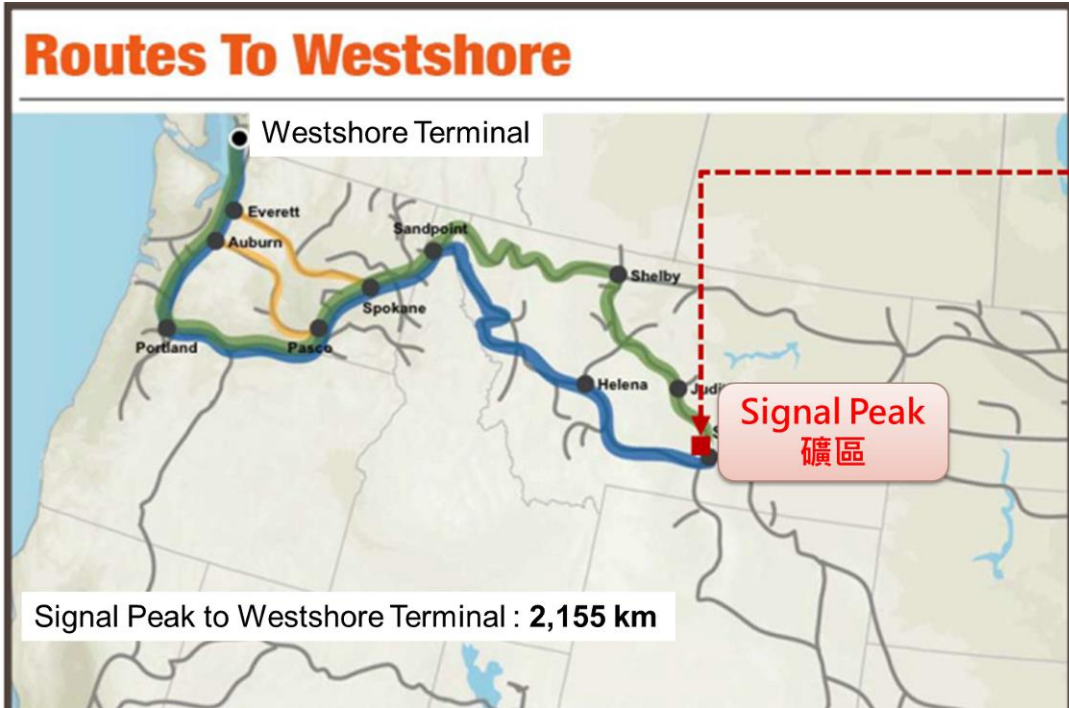 Routes To Westshore
Westshore Terminal
Everett
Auburn
Sandpoint
Shelby
Spokane
Portland
Pasco
Helena
Signal Peak
礦區
Signal Peak to Westshore Terminal : 2,155 km